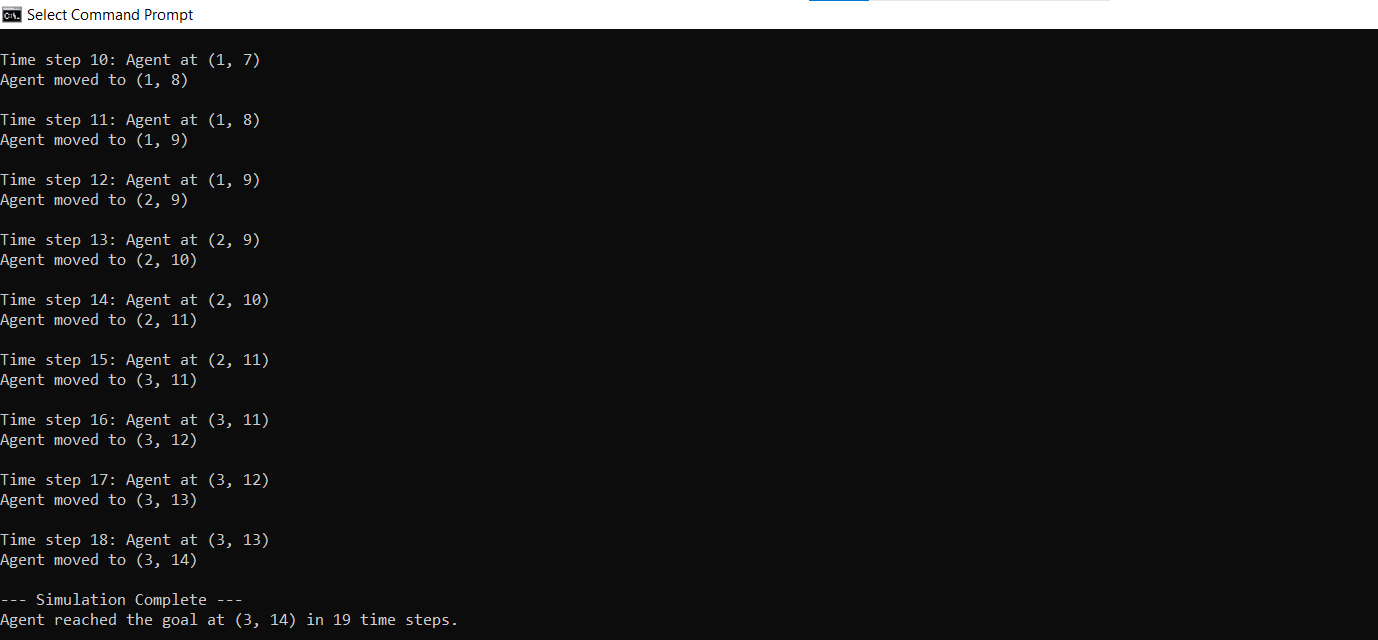 Select Command Prompt
Time step 10: Agent at (1, 7)
Agent moved to (1, 8)
Time step 11: Agent at (1, 8)
Agent moved to (1, 9)
Time step 12: Agent at (1, 9)
Agent moved to (2, 9)
Time step 13: Agent at (2, 9)
Agent moved to (2, 10)
Time step 14: Agent at (2, 10)
Agent moved to (2, 11)
Time step 15: Agent at (2, 11)
Agent moved to (3, 11)
Time step 16: Agent at (3, 11)
Agent moved to (3, 12)
Time step 17: Agent at (3, 12)
Agent moved to (3, 13)
Time step 18: Agent at (3, 13)
Agent moved to (3, 14)
--- Simulation Complete ---
Agent reached the goal at (3, 14) in 19 time steps.